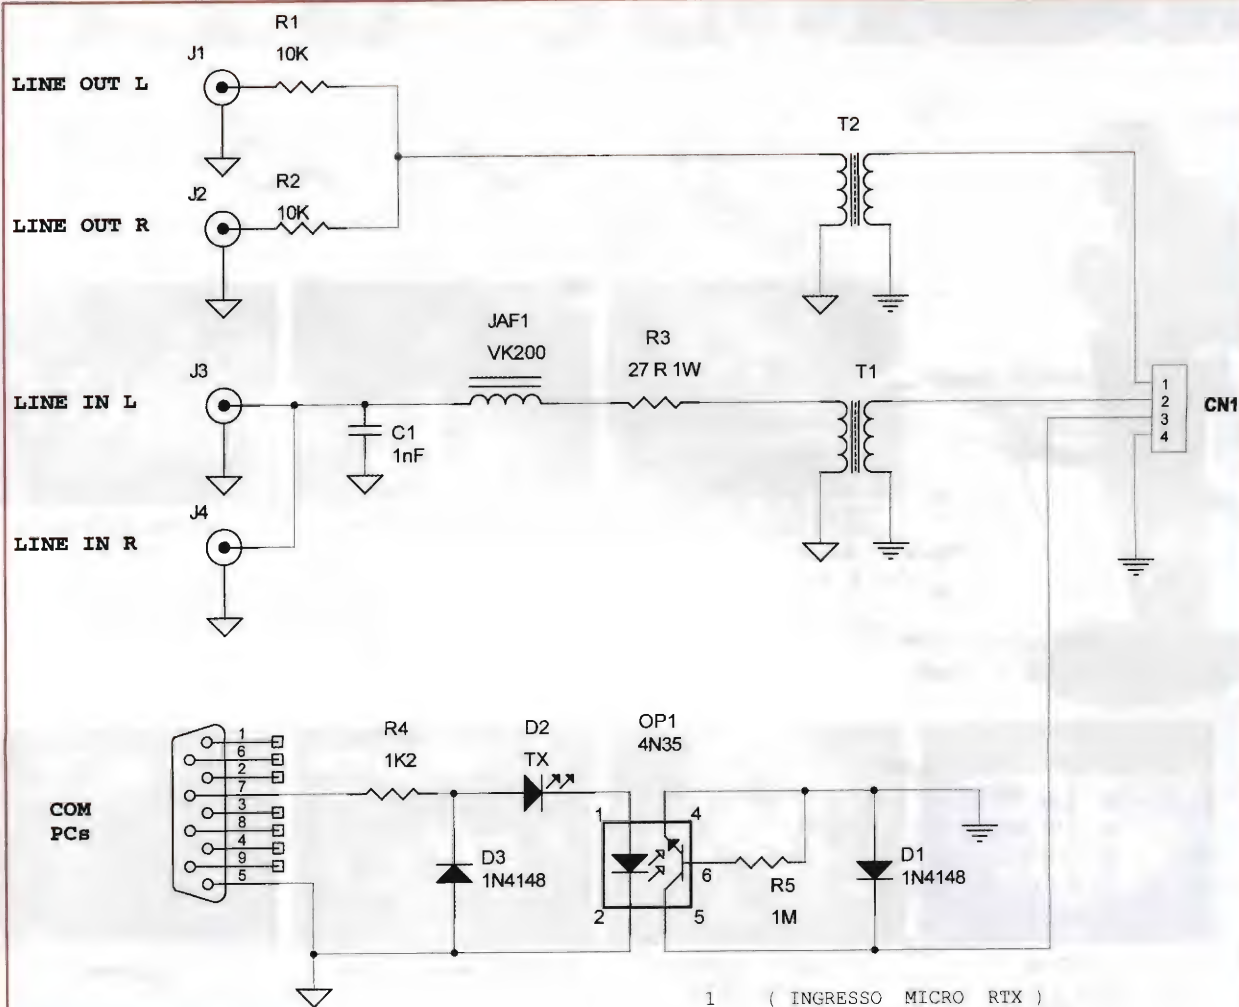 R1
10K
J1
LINE OUT L
T2
R2
10K
J2
LINE OUT R
JAF1
VK200
R3
27 R 1W
T1
J3
LINE IN L
C1
1nF
1
2
3
4
CN1
J4
LINE IN R
COM
PCs
1
6
2
7
3
8
4
9
5
R4
1K2
D2
TX
OP1
4N35
D3
1N4148
1
4
6
2
5
R5
1M
D1
1N4148
1 ( INGRESSO MICRO RTX )